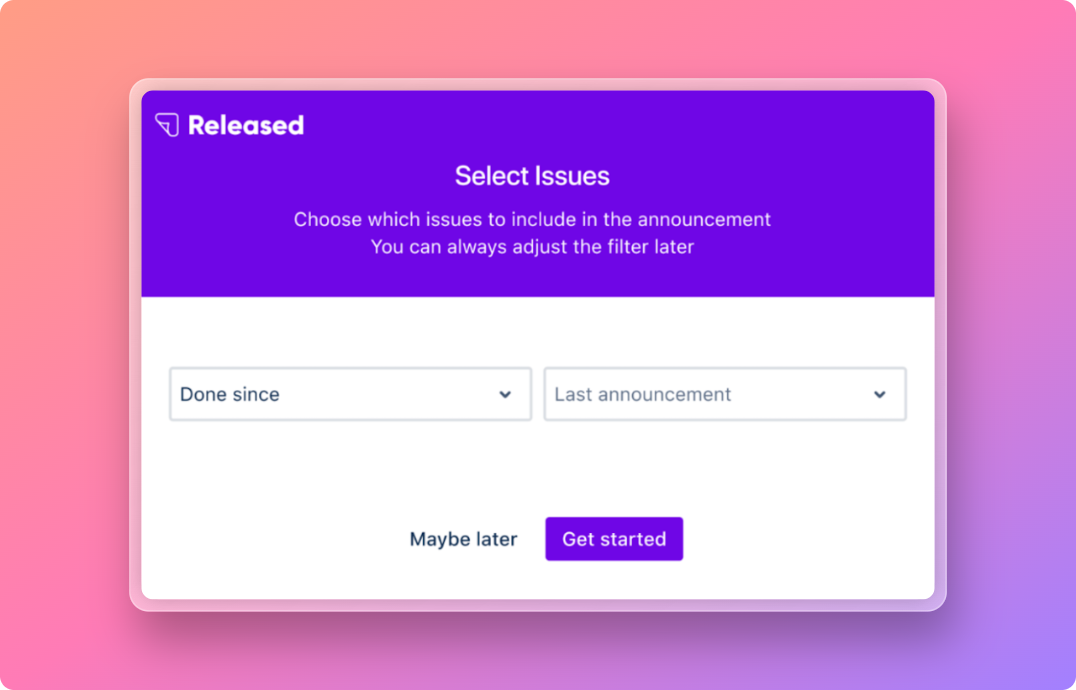 Released
Select Issues
Choose which issues to include in the announcement
You can always adjust the filter later
Done since
Last announcement
Maybe later
Get started